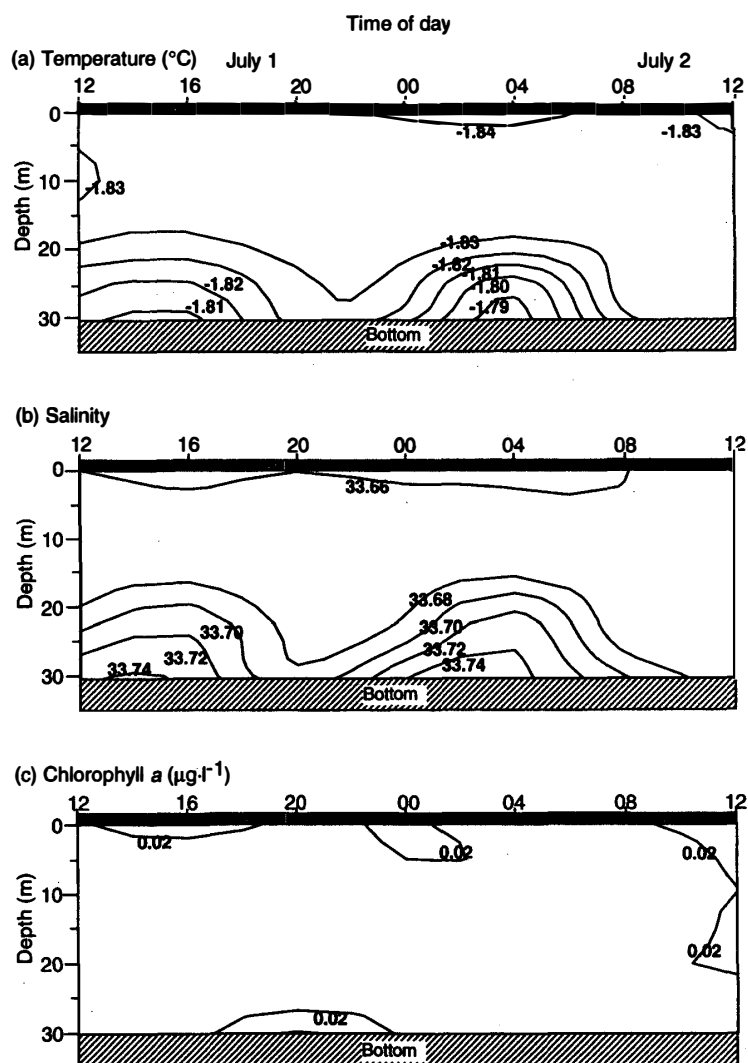 Time of day
(a) Temperature (°C) July 1 July 2
12 16 20 00 04 08 12
0
-1.84 -1.83
10
-1.83
Depth (m)
20
-1.83
-1.82
-1.81
-1.82 -1.80
-1.81 -1.79
30
Bottom
(b) Salinity
12 16 20 00 04 08 12
0
33.66
10
Depth (m)
20
33.68
33.70 33.70
33.72 33.72
33.74 33.74
30
Bottom
(c) Chlorophyll a (µg·l⁻¹)
12 16 20 00 04 08 12
0
0.02 0.02 0.02
10
Depth (m)
0.02
20
0.02
30
Bottom